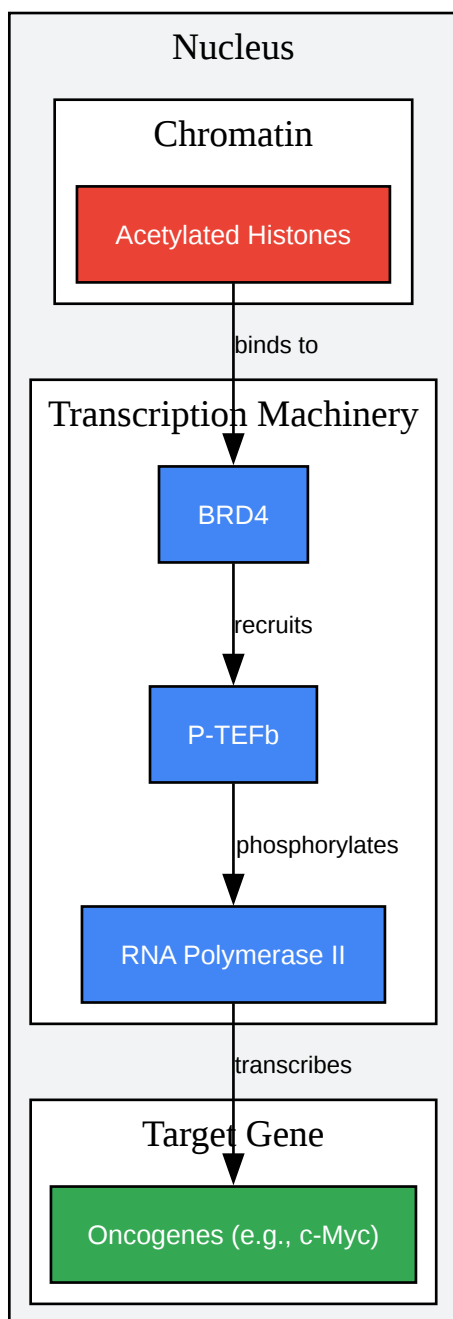 Nucleus
Chromatin
Acetylated Histones
binds to
Transcription Machinery
BRD4
recruits
P-TEFb
phosphorylates
RNA Polymerase II
transcribes
Target Gene
Oncogenes (e.g., c-Myc)